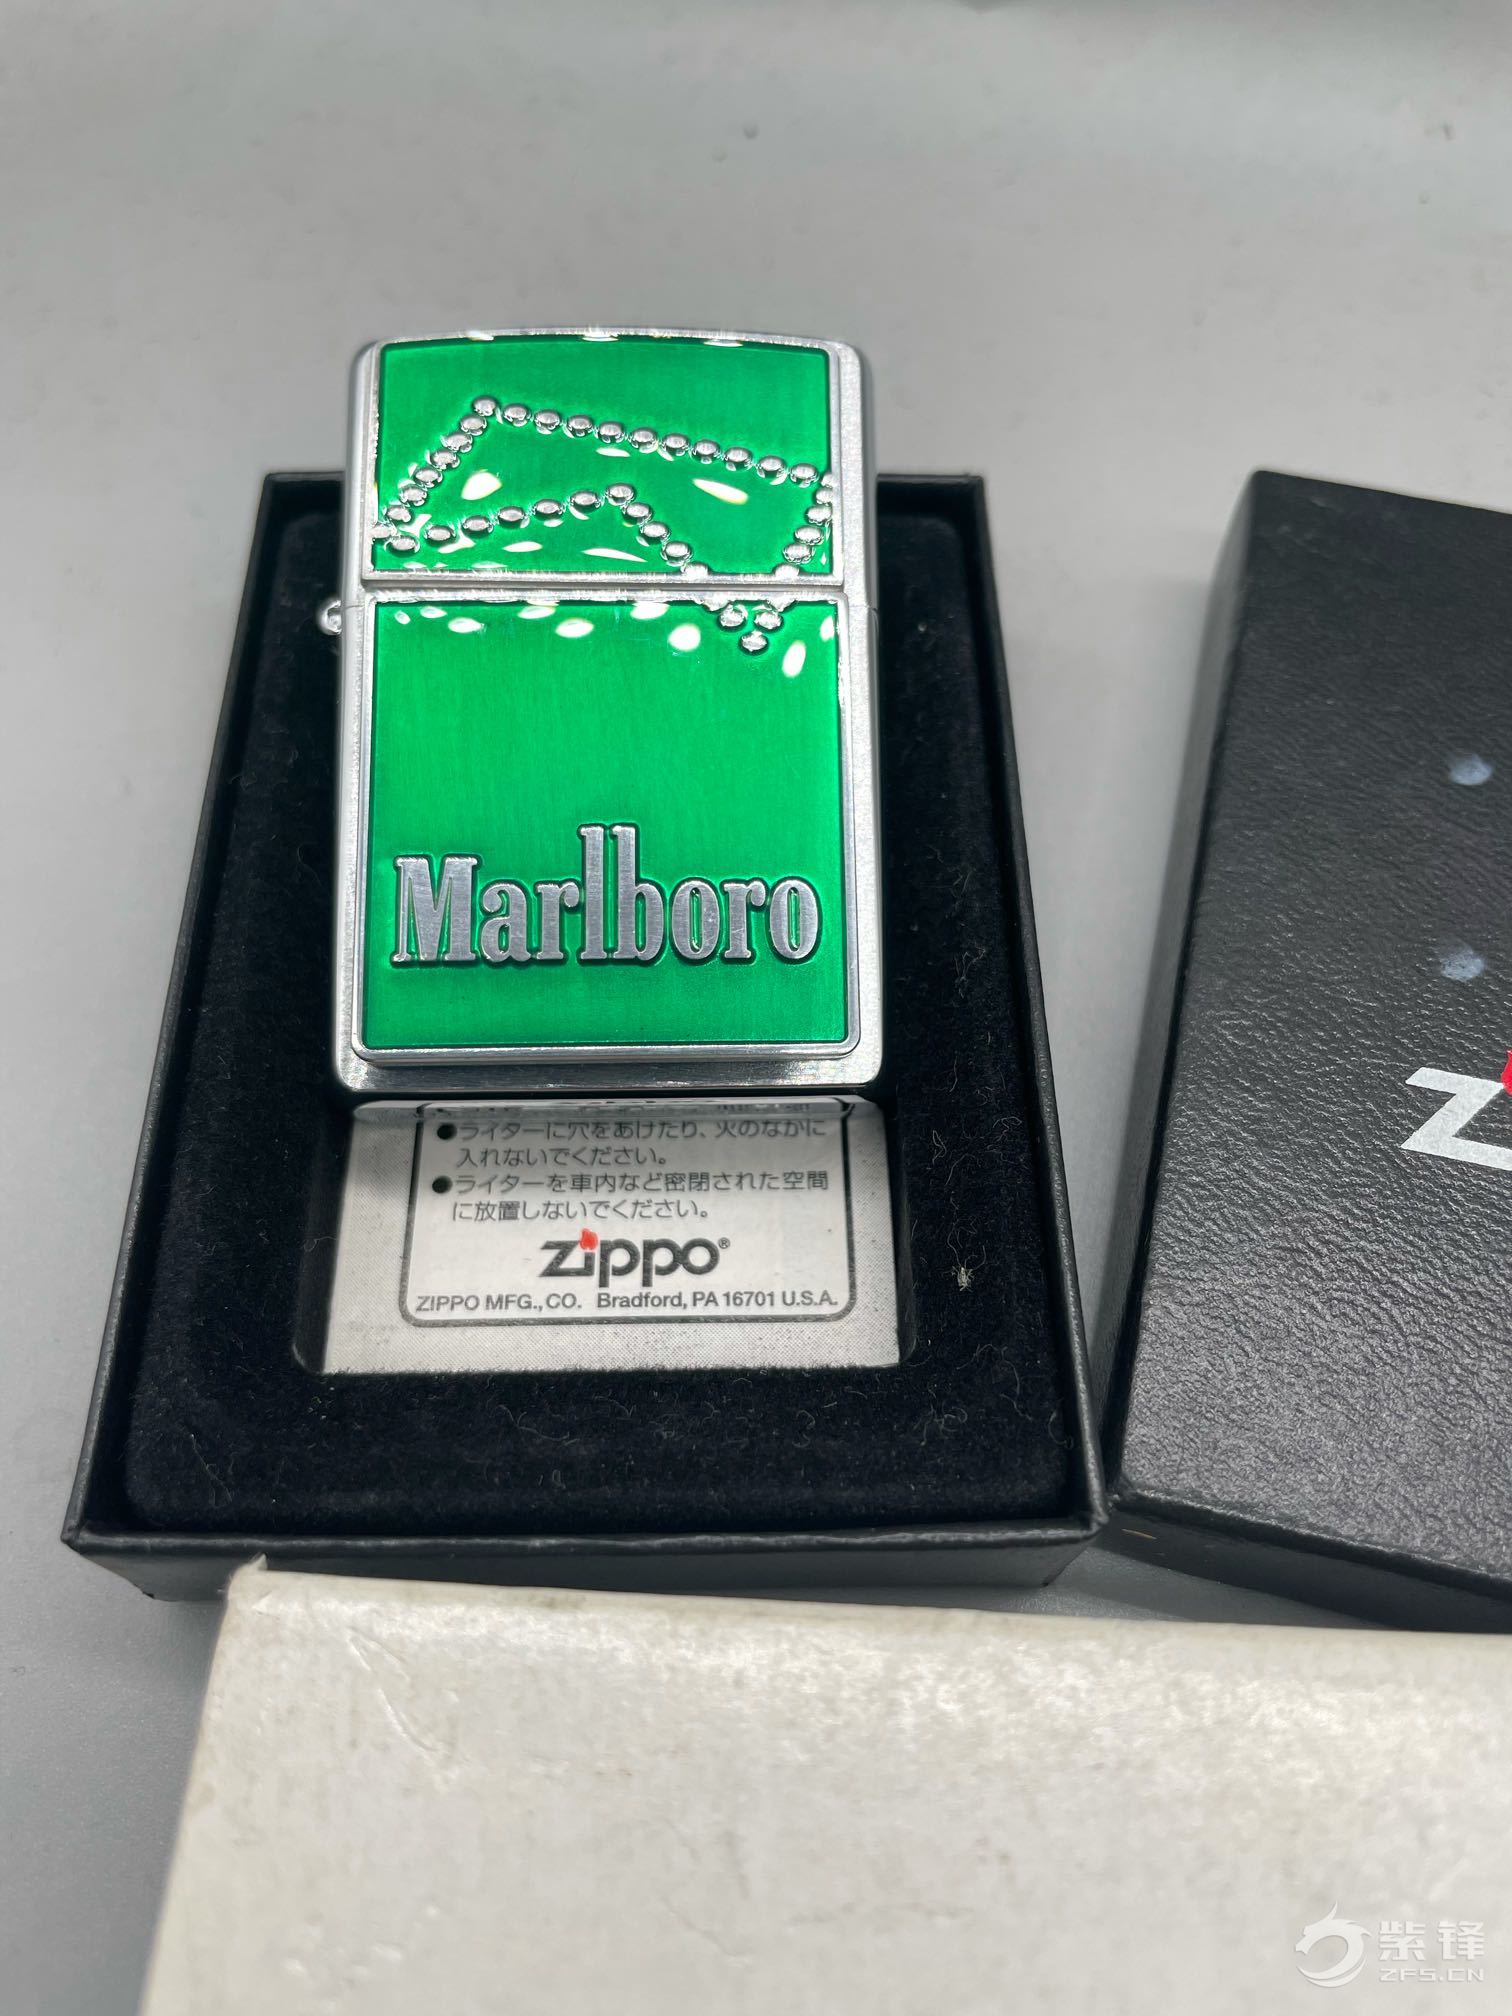 Marlboro
●ライターに穴をあけたり、火のなかに
入れないでください。
●ライターを車内など密閉された空間
に放置しないでください。
zippo®
ZIPPO MFG., CO. Bradford, PA 16701 U.S.A.
紫锋
ZFS.CN